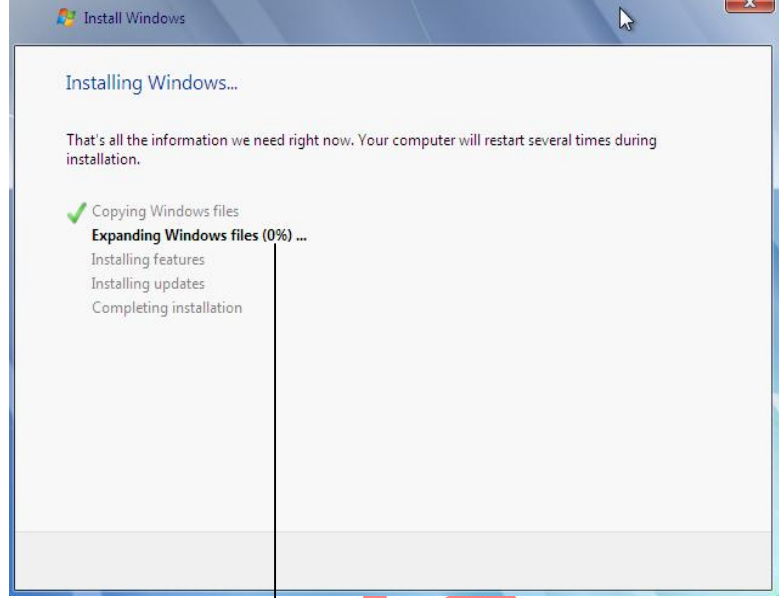 Install Windows
Installing Windows...
That's all the information we need right now. Your computer will restart several times during
installation.
Copying Windows files
Expanding Windows files (0%) ...
Installing features
Installing updates
Completing installation